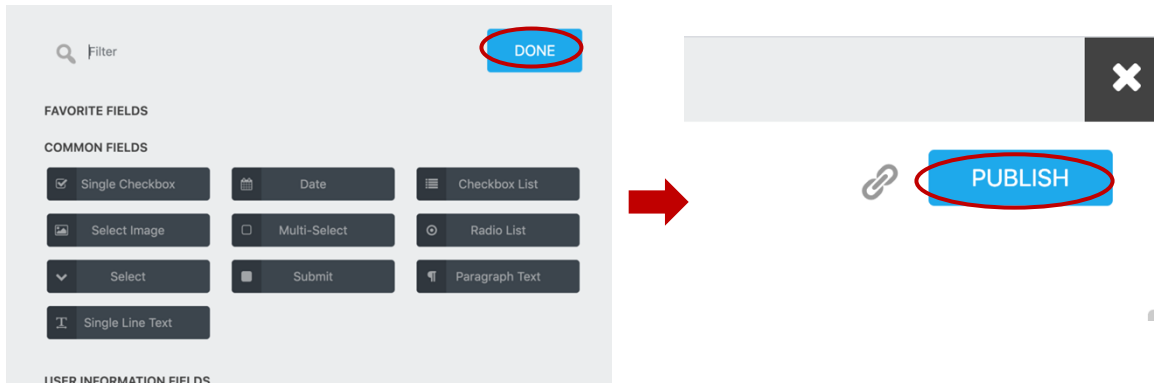 Filter
DONE
FAVORITE FIELDS
COMMON FIELDS
Single Checkbox
Date
Checkbox List
Select Image
Multi-Select
Radio List
Select
Submit
Paragraph Text
Single Line Text
USER INFORMATION FIELDS
PUBLISH